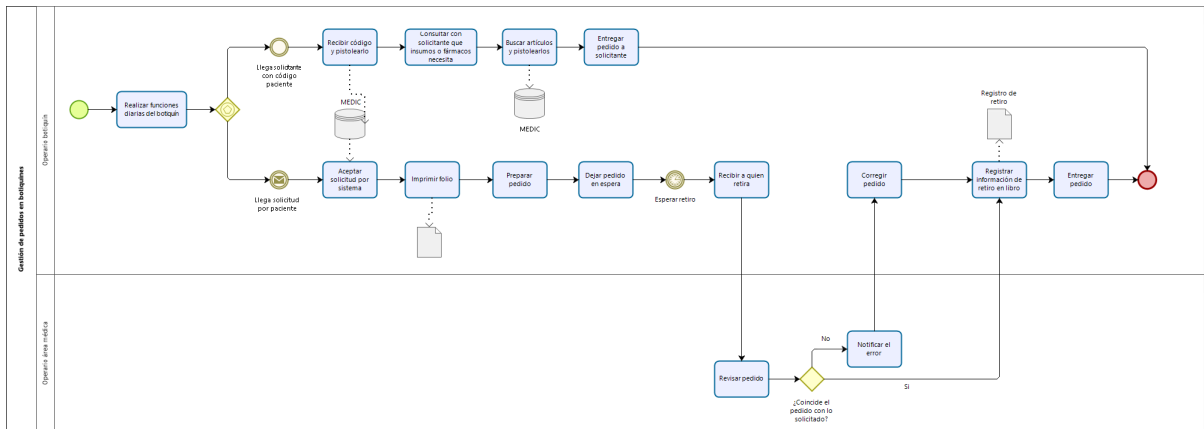 Gestión de pedidos en botiquines
Operario botiquín
Realizar funciones
diarias del botiquín
Llega solicitante
con código
paciente
Recibir código
y pistolearlo
Consultar con
solicitante que
insumos o fármacos
necesita
Buscar artículos
y pistolearlos
Entregar
pedido a
solicitante
MEDIC
MEDIC
Registro de
retiro
Llega solicitud
por paciente
Aceptar
solicitud por
sistema
Imprimir folio
Preparar
pedido
Dejar pedido
en espera
Esperar retiro
Recibir a quien
retira
Corregir
pedido
Registrar
información de
retiro en libro
Entregar
pedido
Operario área médica
Revisar pedido
¿Coincide el
pedido con lo
solicitado?
No
Notificar el
error
Si